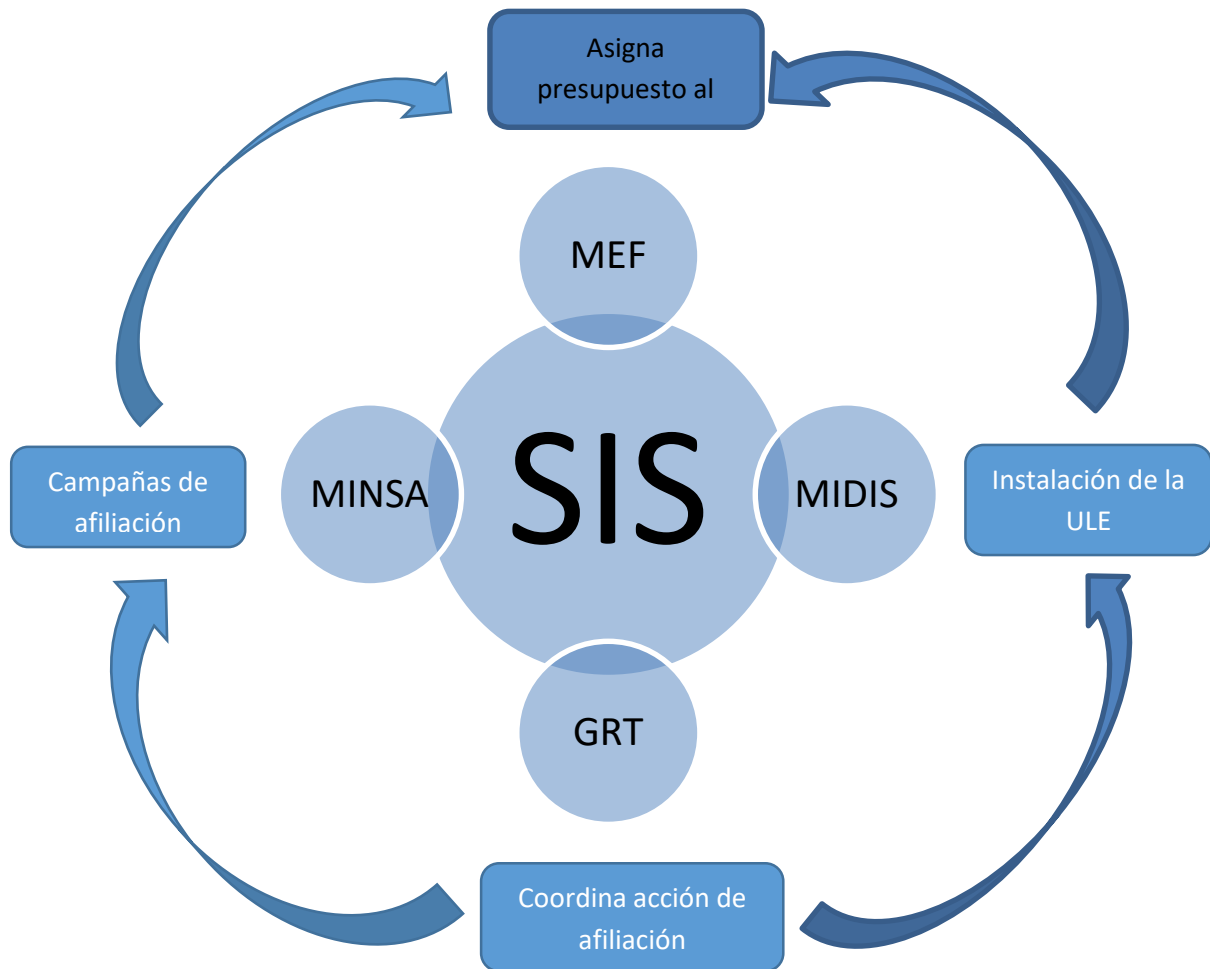 Asigna
presupuesto al
MEF
Campañas de
afiliación
MINSA
SIS
MIDIS
Instalación de la
ULE
GRT
Coordina acción de
afiliación